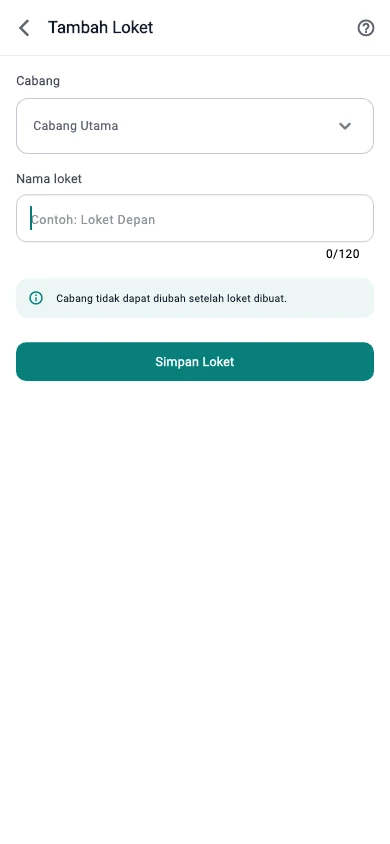 Tambah Loket
Cabang
Cabang Utama
Nama loket
Contoh: Loket Depan
0/120
Cabang tidak dapat diubah setelah loket dibuat.
Simpan Loket